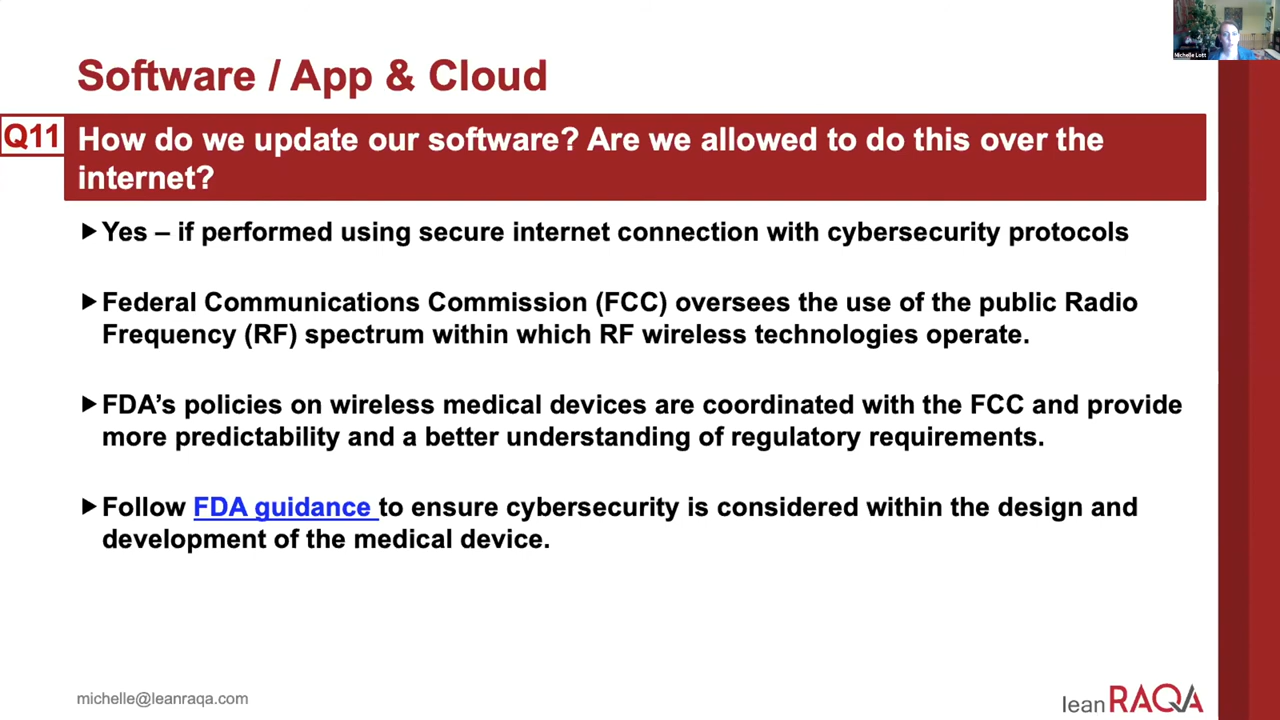 Michelle Lott
Software / App & Cloud
Q11
How do we update our software? Are we allowed to do this over the
internet?
Yes – if performed using secure internet connection with cybersecurity protocols
Federal Communications Commission (FCC) oversees the use of the public Radio
Frequency (RF) spectrum within which RF wireless technologies operate.
FDA’s policies on wireless medical devices are coordinated with the FCC and provide
more predictability and a better understanding of regulatory requirements.
Follow FDA guidance to ensure cybersecurity is considered within the design and
development of the medical device.
michelle@leanraqa.com
lean RAQA